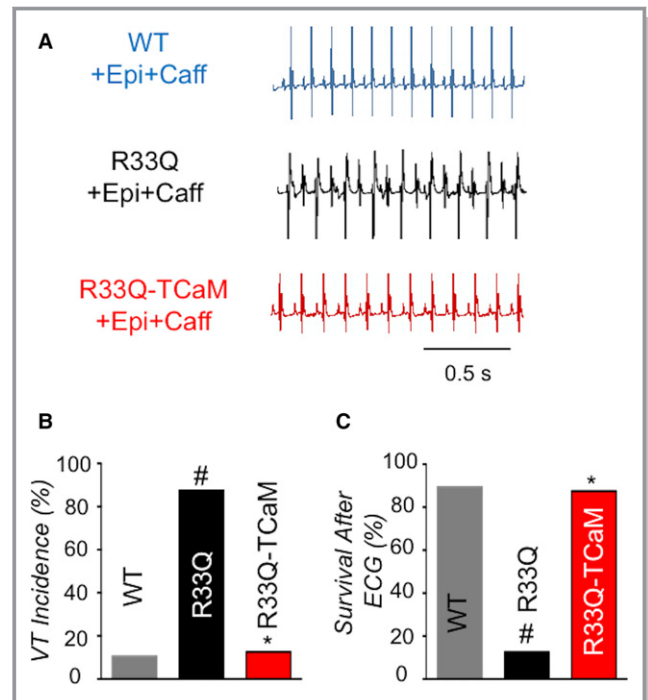 A
WT
+Epi+Caff
R33Q
+Epi+Caff
R33Q-TCaM
+Epi+Caff
0.5 s
B
VT Incidence (%)
100
80
60
40
20
0
WT
R33Q
#
R33Q-TCaM
*
C
Survival After
ECG (%)
100
80
60
40
20
0
WT
R33Q
#
R33Q-TCaM
*